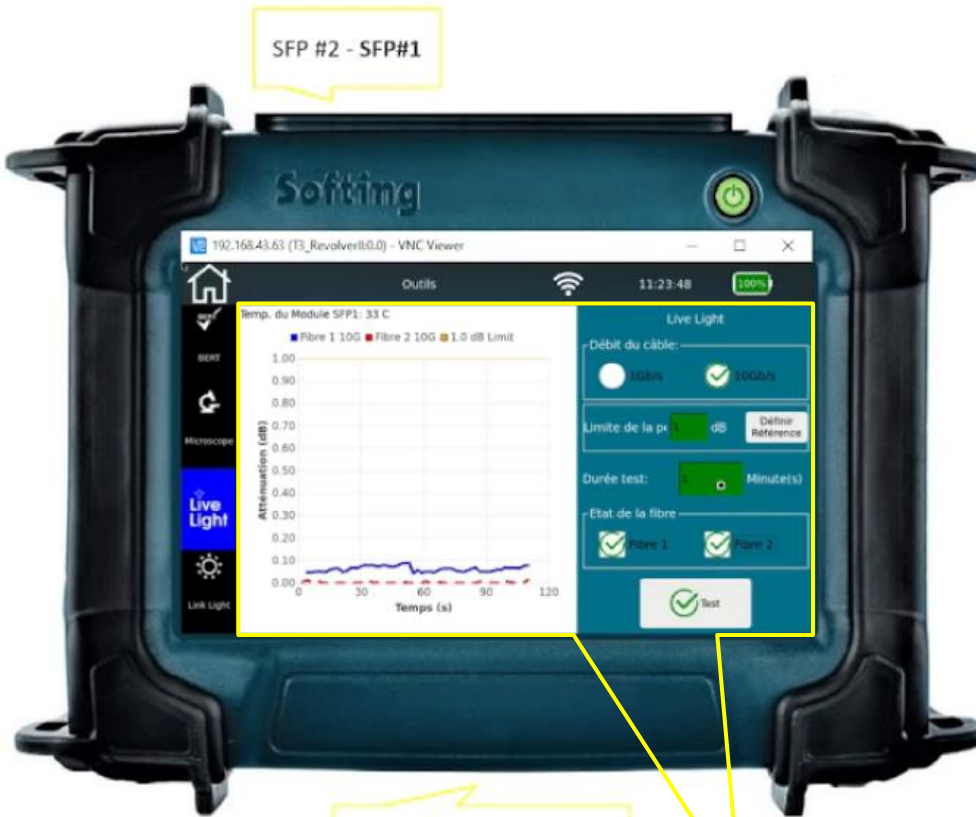 SFP #2 - SFP#1
Softing
V2 192.168.43.63 (T3_RevolverII:0.0) - VNC Viewer
Outils
11:23:48
100%
BERT
BERT
Microscope
Live
Light
Link Light
Temp. du Module SFP1: 33 C
Fibre 1 10G
Fibre 2 10G
1.0 dB Limit
1.00
0.90
0.80
0.70
0.60
0.50
0.40
0.30
0.20
0.10
0.00
Atténuation (dB)
0 30 60 90 120
Temps (s)
Live Light
Débit du câble:
1Gb/s 10Gb/s
Limite de la pe 1 dB
Définir
Référence
Durée test: 1 Minute(s)
Etat de la fibre
Fibre 1 Fibre 2
Test